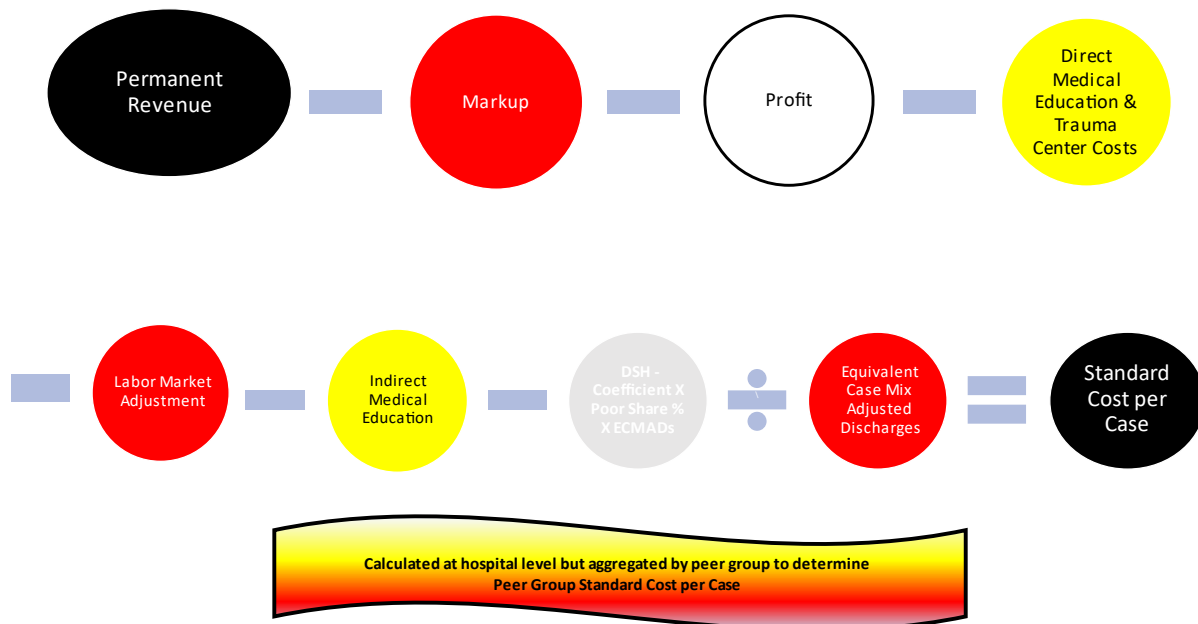 Permanent
Revenue
Markup
Profit
Direct
Medical
Education &
Trauma
Center Costs
Labor Market
Adjustment
Indirect
Medical
Education
DSH -
Coefficient X
Poor Share %
X ECMADs
Equivalent
Case Mix
Adjusted
Discharges
Standard
Cost per
Case
Calculated at hospital level but aggregated by peer group to determine
Peer Group Standard Cost per Case